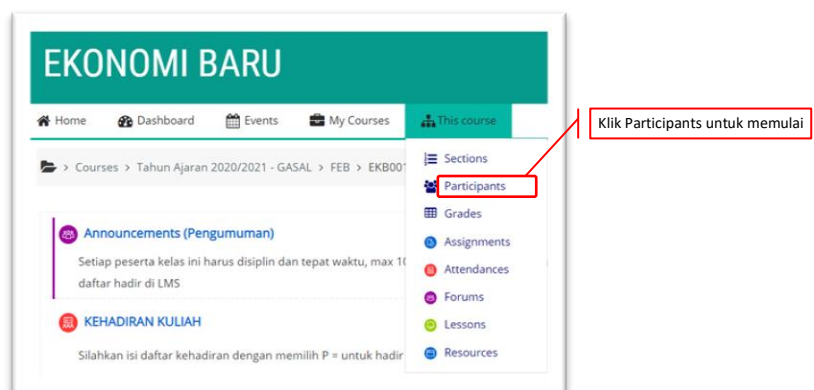 EKONOMI BARU
Home Dashboard Events My Courses This course
Klik Participants untuk memulai
> Courses > Tahun Ajaran 2020/2021 - GASAL > FEB > EKB001
Sections
Participants
Grades
Assignments
Attendances
Forums
Lessons
Resources
Announcements (Pengumuman)
Setiap peserta kelas ini harus disiplin dan tepat waktu, max
daftar hadir di LMS
KEHADIRAN KULIAH
Silahkan isi daftar kehadiran dengan memilih P = untuk hadir